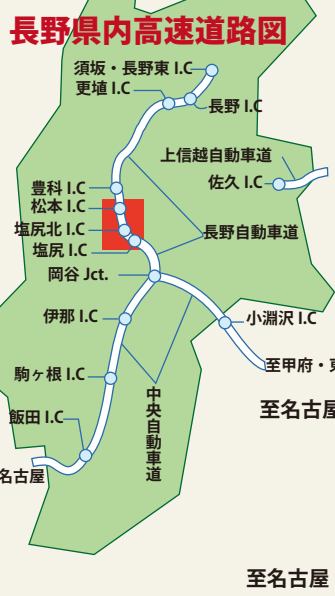 長野県内高速道路図
須坂・長野東 I.C
更埴 I.C
長野 I.C
上信越自動車道
佐久 I.C
豊科 I.C
松本 I.C
塩尻北 I.C
長野自動車道
塩尻 I.C
岡谷 Jct.
伊那 I.C
小淵沢 I.C
至甲府・東
駒ヶ根 I.C
中央自動車道
至名古屋
飯田 I.C
名古屋
至名古屋